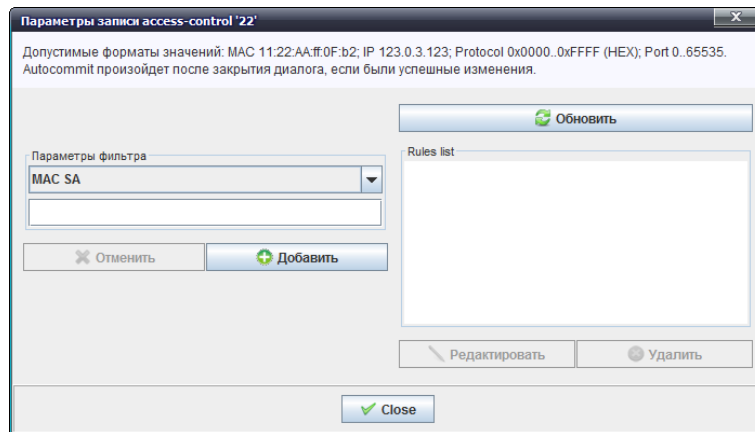 Параметры записи access-control '22'
X
Допустимые форматы значений: MAC 11:22:AA:ff:0F:b2; IP 123.0.3.123; Protocol 0x0000..0xFFFF (HEX); Port 0..65535.
Autocommit произойдет после закрытия диалога, если были успешные изменения.
Обновить
Параметры фильтра
MAC SA
Отменить
Добавить
Rules list
Редактировать
Удалить
Close